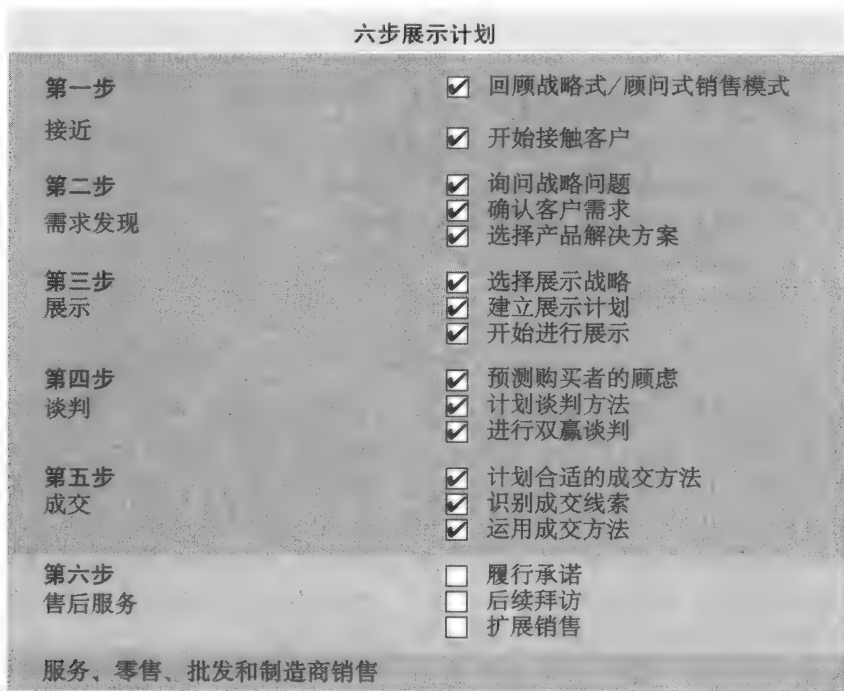 六步展示计划
第一步
接近
☑ 回顾战略式/顾问式销售模式
☑ 开始接触客户
第二步
需求发现
☑ 询问战略问题
☑ 确认客户需求
☑ 选择产品解决方案
第三步
展示
☑ 选择展示战略
☑ 建立展示计划
☑ 开始进行展示
第四步
谈判
☑ 预测购买者的顾虑
☑ 计划谈判方法
☑ 进行双赢谈判
第五步
成交
☑ 计划合适的成交方法
☑ 识别成交线索
☑ 运用成交方法
第六步
售后服务
☐ 履行承诺
☐ 后续拜访
☐ 扩展销售
服务、零售、批发和制造商销售